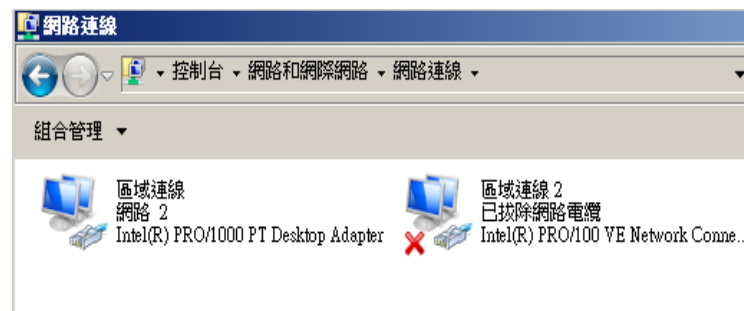 網路連線
控制台 網路和網際網路 網路連線
組合管理
區域連線
網路 2
Intel(R) PRO/1000 PT Desktop Adapter
區域連線 2
已拔除網路電纜
Intel(R) PRO/100 VE Network Conne...